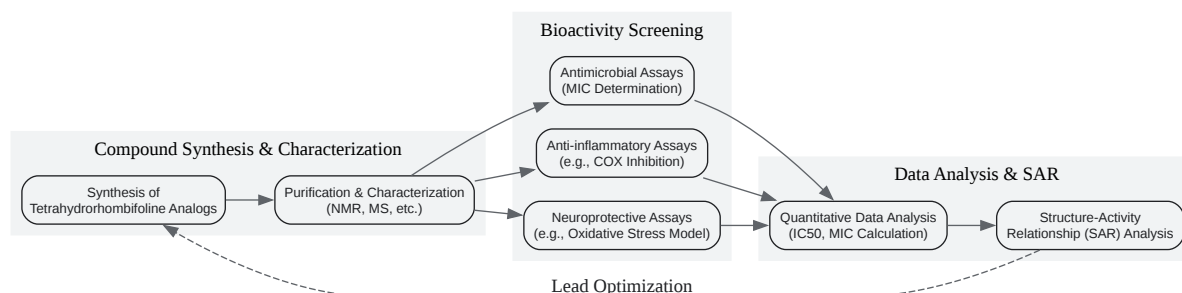 Bioactivity Screening
Antimicrobial Assays
(MIC Determination)
Compound Synthesis & Characterization
Anti-inflammatory Assays
(e.g., COX Inhibition)
Data Analysis & SAR
Synthesis of
Tetrahydrorhombifoline Analogs
Purification & Characterization
(NMR, MS, etc.)
Neuroprotective Assays
(e.g., Oxidative Stress Model)
Quantitative Data Analysis
(IC50, MIC Calculation)
Structure-Activity
Relationship (SAR) Analysis
Lead Optimization